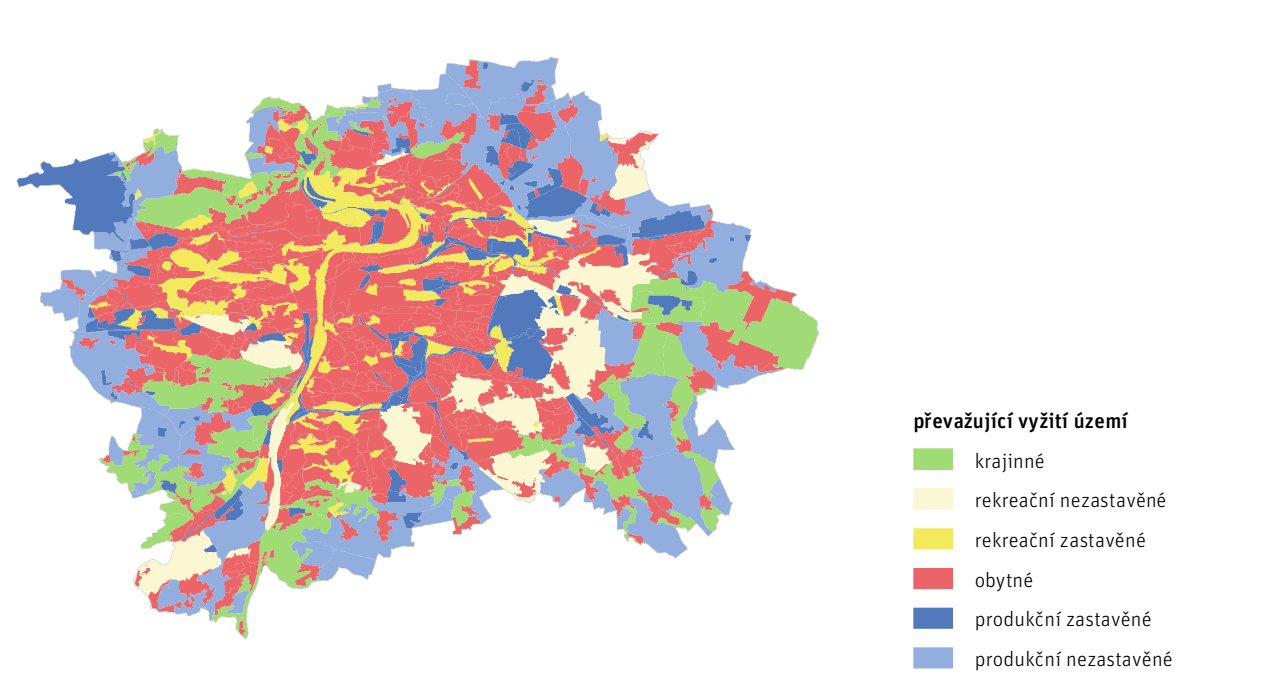 převažující vyžití území
krajinné
rekreační nezastavěné
rekreační zastavěné
obytné
produkční zastavěné
produkční nezastavěné